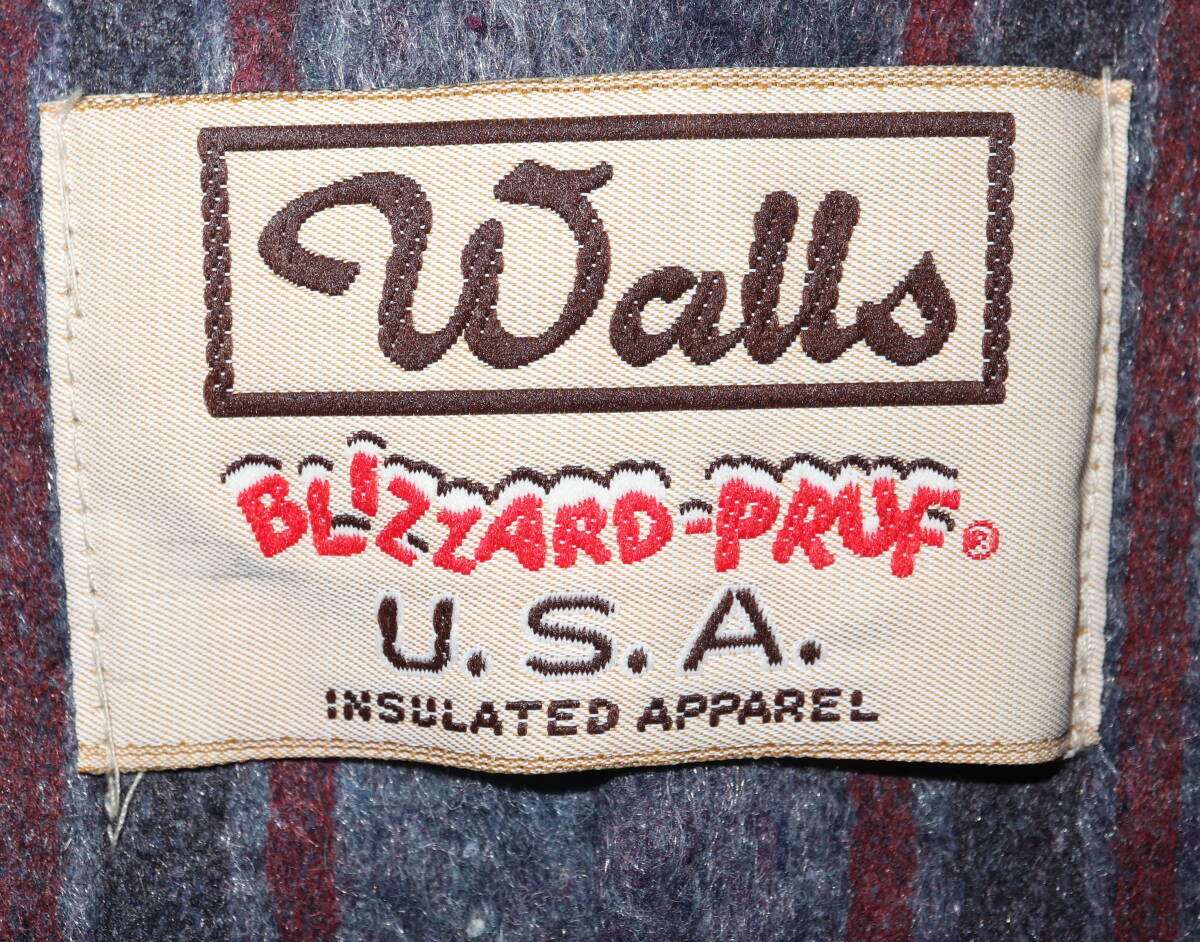 Walls
BLIZZARD-PRUF®
U.S.A.
INSULATED APPAREL